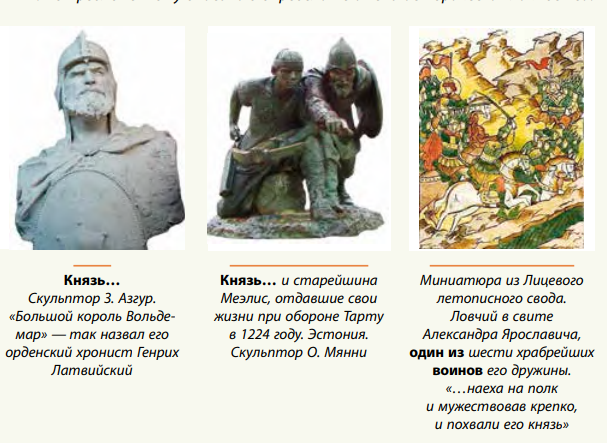 Князь…
Скульптор З. Азгур.
«Большой король Вольде-
мар» — так назвал его
орденский хронист Генрих
Латвийский
Князь… и старейшина
Меэлис, отдавшие свои
жизни при обороне Тарту
в 1224 году. Эстония.
Скульптор О. Мянни
Миниатюра из Лицевого
летописного свода.
Ловчий в свите
Александра Ярославича,
один из шести храбрейших
воинов его дружины.
«…наеха на полк
и мужествовав крепко,
и похвали его князь»